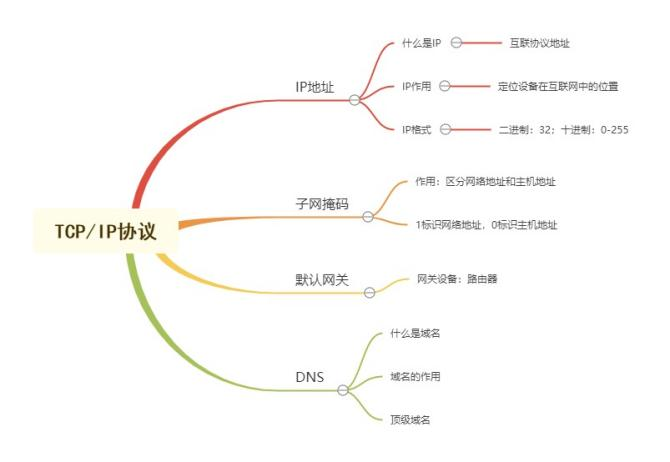 TCP/IP协议
IP地址
什么是IP
互联协议地址
IP作用
定位设备在互联网中的位置
IP格式
二进制：32；十进制：0-255
子网掩码
作用：区分网络地址和主机地址
1标识网络地址，0标识主机地址
默认网关
网关设备：路由器
DNS
什么是域名
域名的作用
顶级域名